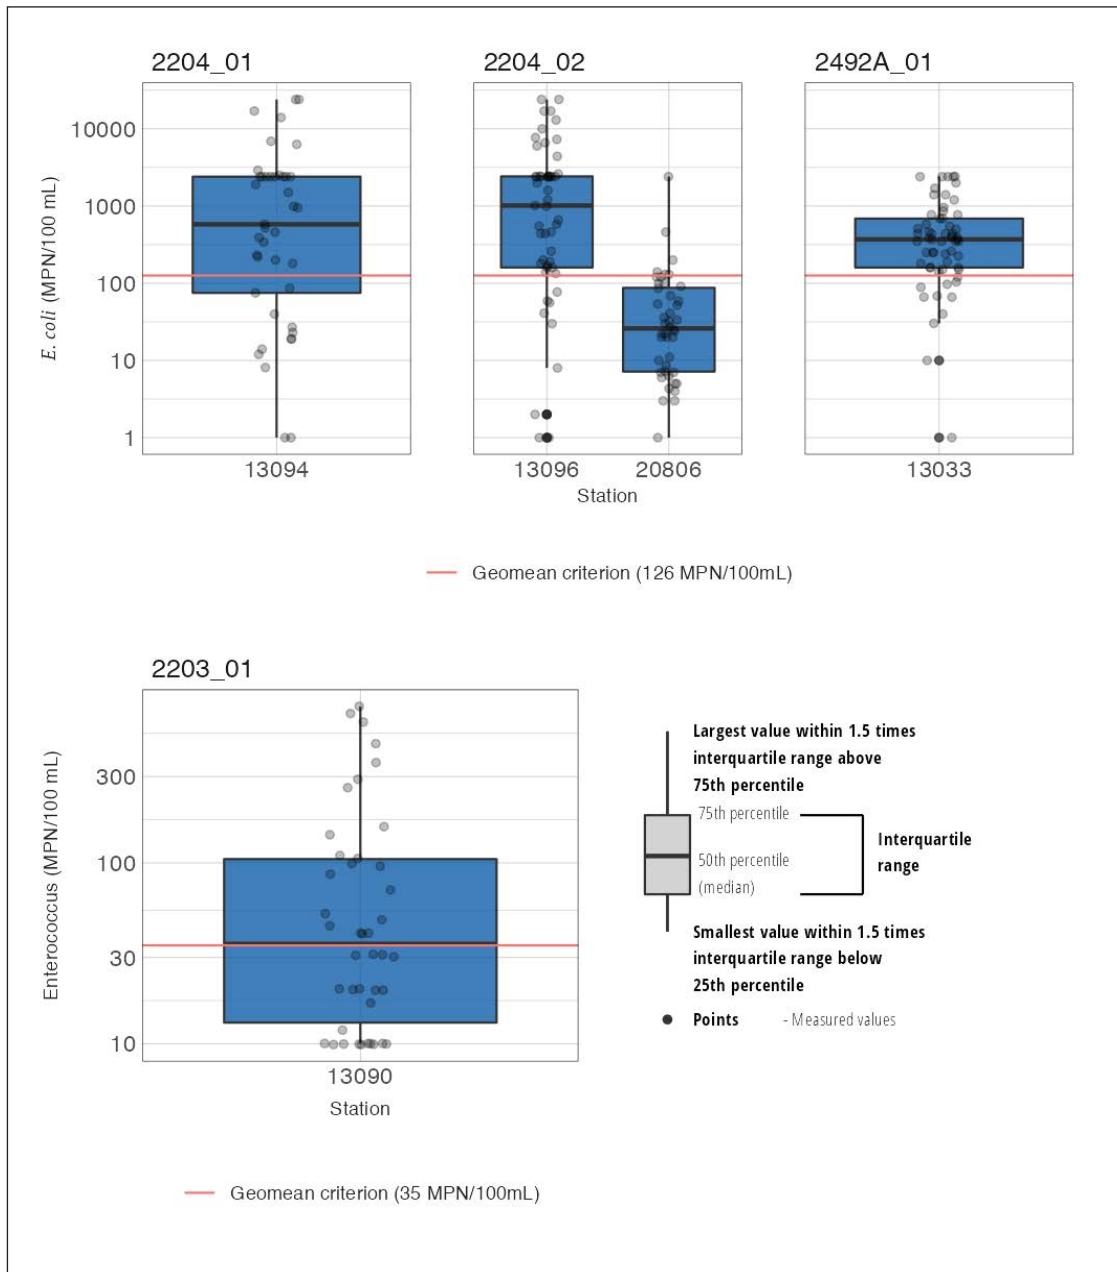 2204_01
2204_02
2492A_01
E. coli (MPN/100 mL)
10000
1000
100
10
1
13094
13096
20806
13033
Station
Geomean criterion (126 MPN/100mL)
2203_01
Enterococcus (MPN/100 mL)
300
100
30
10
13090
Station
Geomean criterion (35 MPN/100mL)
Largest value within 1.5 times
interquartile range above
75th percentile
75th percentile
50th percentile
(median)
Interquartile
range
Smallest value within 1.5 times
interquartile range below
25th percentile
Points - Measured values